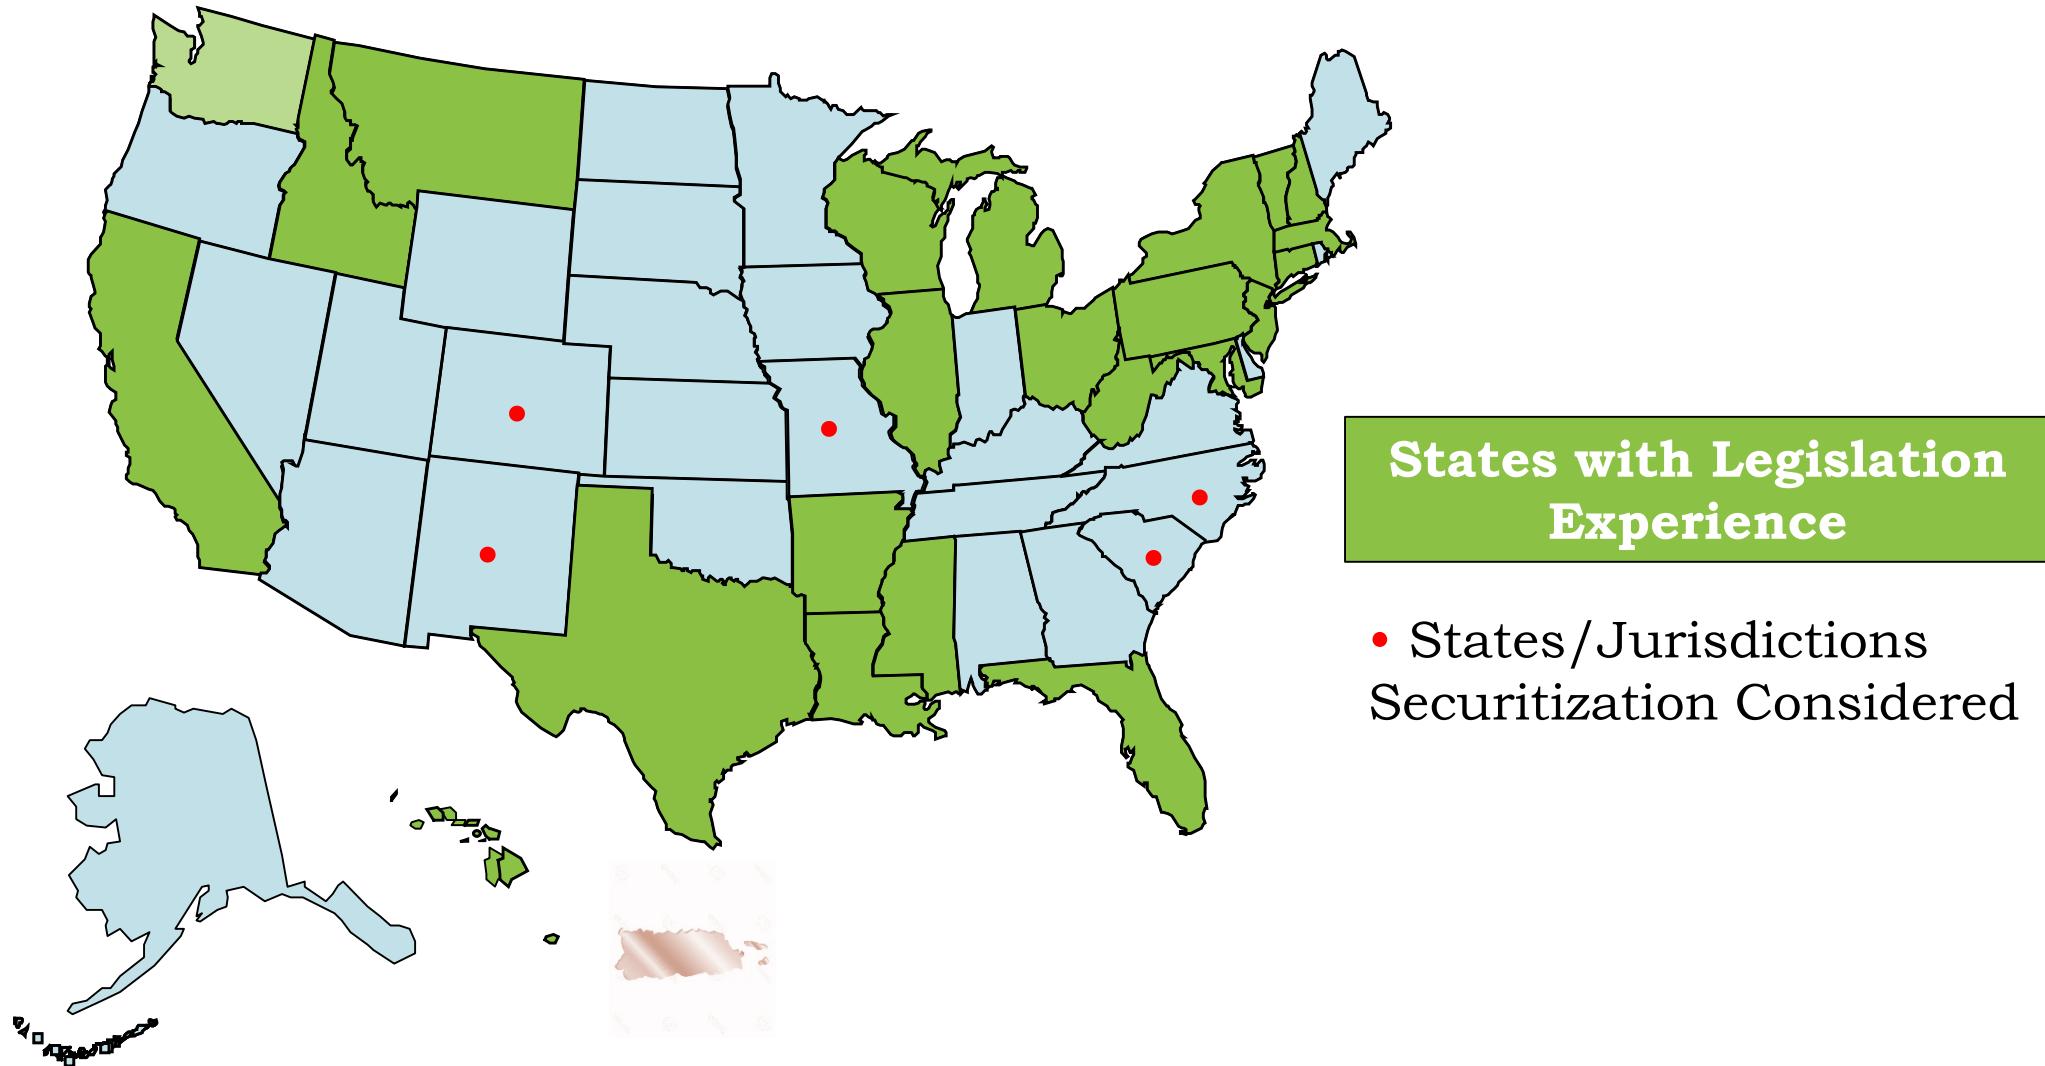 States with Legislation
Experience
• States/Jurisdictions
Securitization Considered